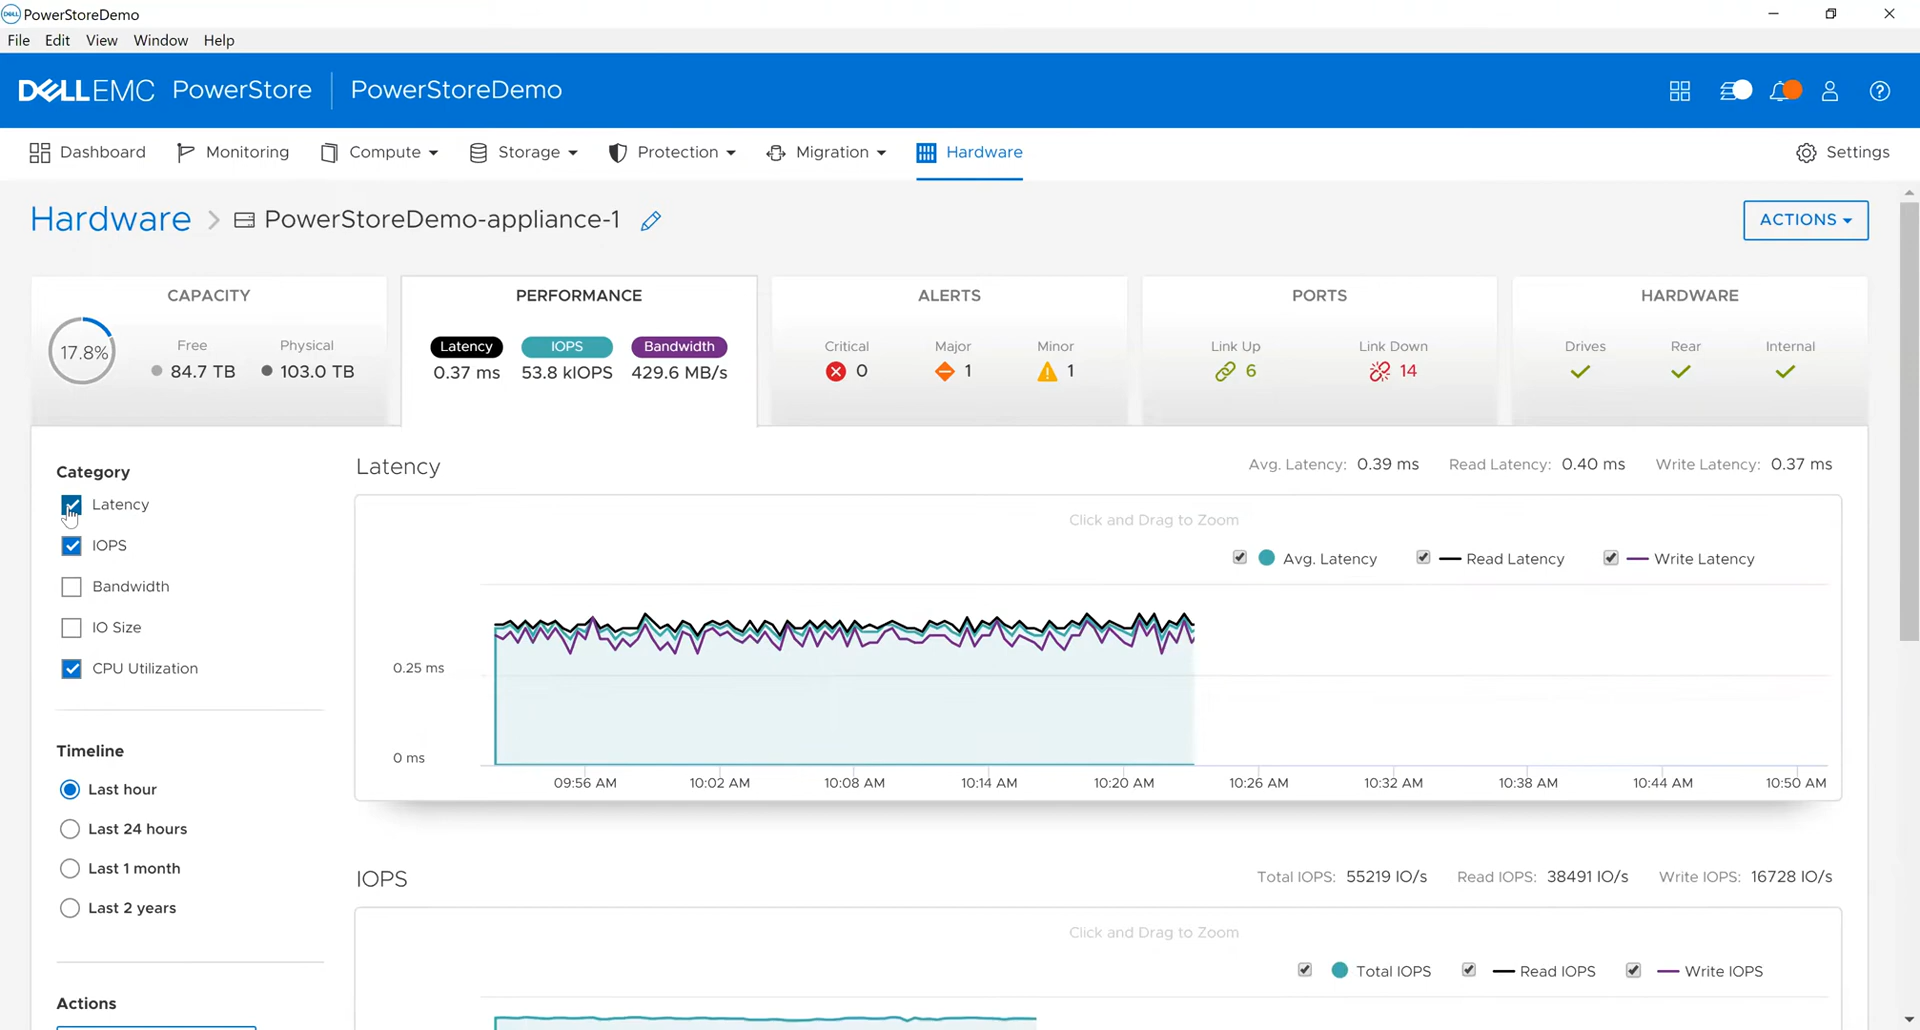 PowerStoreDemo
File Edit View Window Help
DELLEMC PowerStore PowerStoreDemo
Dashboard Monitoring Compute Storage Protection Migration Hardware Settings
Hardware PowerStoreDemo-appliance-1 ACTIONS
CAPACITY PERFORMANCE ALERTS PORTS HARDWARE
17.8% Free Physical Latency IOPS Bandwidth Critical Major Minor Link Up Link Down Drives Rear Internal
84.7 TB 103.0 TB 0.37 ms 53.8 kIOPS 429.6 MB/s 0 1 1 6 14
Category
Latency
IOPS
Bandwidth
IO Size
CPU Utilization
Timeline
Last hour
Last 24 hours
Last 1 month
Last 2 years
Actions
Latency Avg. Latency: 0.39 ms Read Latency: 0.40 ms Write Latency: 0.37 ms
Click and Drag to Zoom
Avg. Latency Read Latency Write Latency
0.25 ms
0 ms
09:56 AM 10:02 AM 10:08 AM 10:14 AM 10:20 AM 10:26 AM 10:32 AM 10:38 AM 10:44 AM 10:50 AM
IOPS Total IOPS: 55219 IO/s Read IOPS: 38491 IO/s Write IOPS: 16728 IO/s
Click and Drag to Zoom
Total IOPS Read IOPS Write IOPS